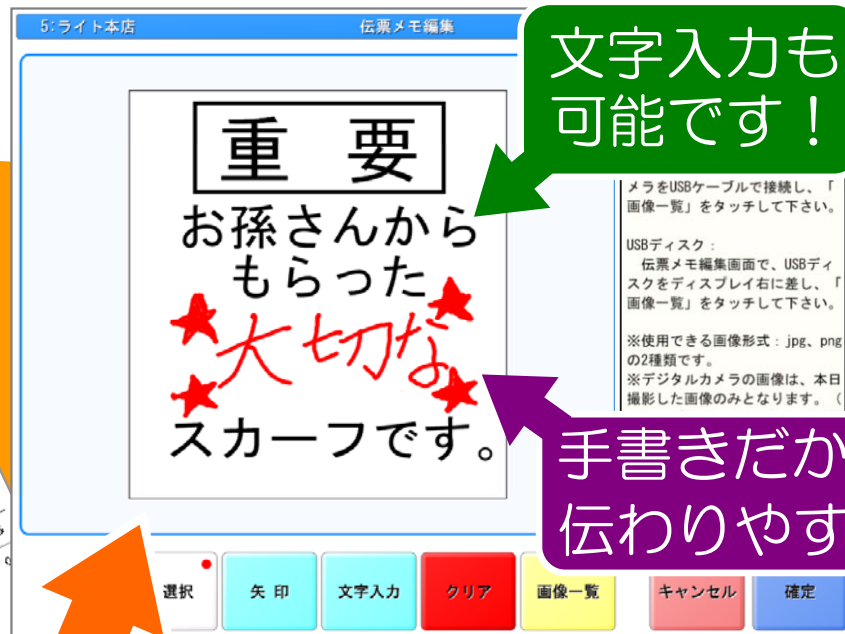 5:ライト本店
伝票メモ編集
文字入力も
可能です！
重 要
お孫さんから
もらった
大切な
スカーフです。
メラをUSBケーブルで接続し、「
画像一覧」をタッチして下さい。
USBディスク：
伝票メモ編集画面で、USBディ
スクをディスプレイ右に差し、「
画像一覧」をタッチして下さい。
※使用できる画像形式：jpg、png
の2種類です。
※デジタルカメラの画像は、本日
撮影した画像のみとなります。（
手書きだか
伝わりやす
選択
矢 印
文字入力
クリア
画像一覧
キャンセル
確定